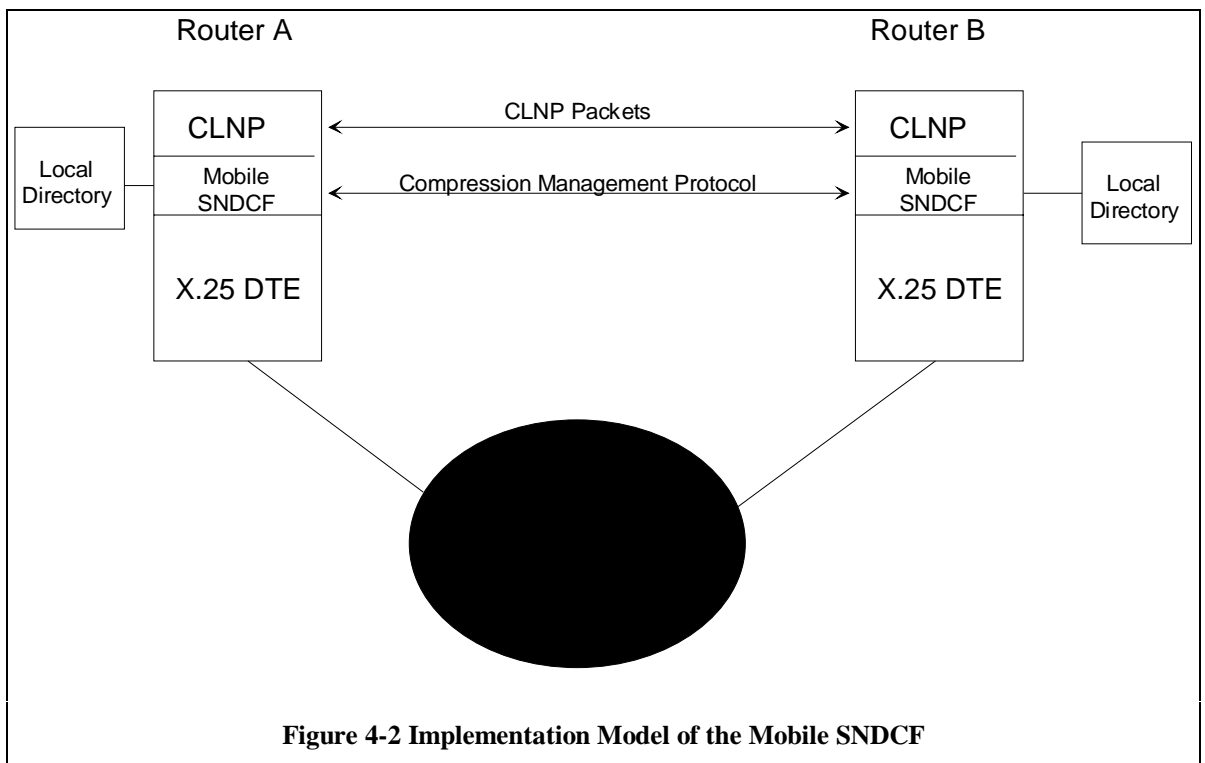 Router A
Router B
CLNP Packets
CLNP
CLNP
Local
Directory
Mobile
SNDCF
Compression Management Protocol
Mobile
SNDCF
Local
Directory
X.25 DTE
X.25 DTE
Figure 4-2 Implementation Model of the Mobile SNDCF